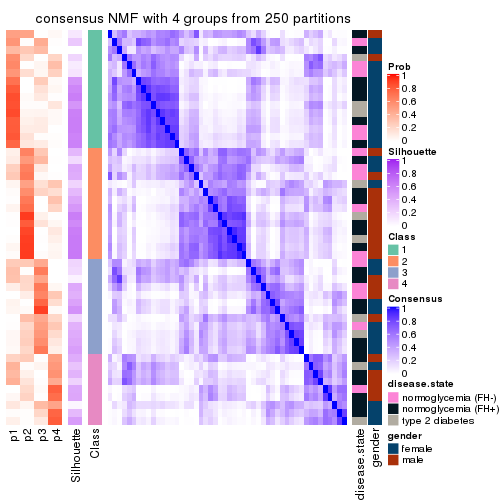 consensus NMF with 4 groups from 250 partitions
Prob
1
0.8
0.6
0.4
0.2
0
Silhouette
1
0.8
0.6
0.4
0.2
0
Class
1
2
3
4
Consensus
1
0.8
0.6
0.4
0.2
0
disease.state
normoglycemia (FH-)
normoglycemia (FH+)
type 2 diabetes
gender
female
male
p1
p2
p3
p4
Silhouette
Class
disease.state
gender